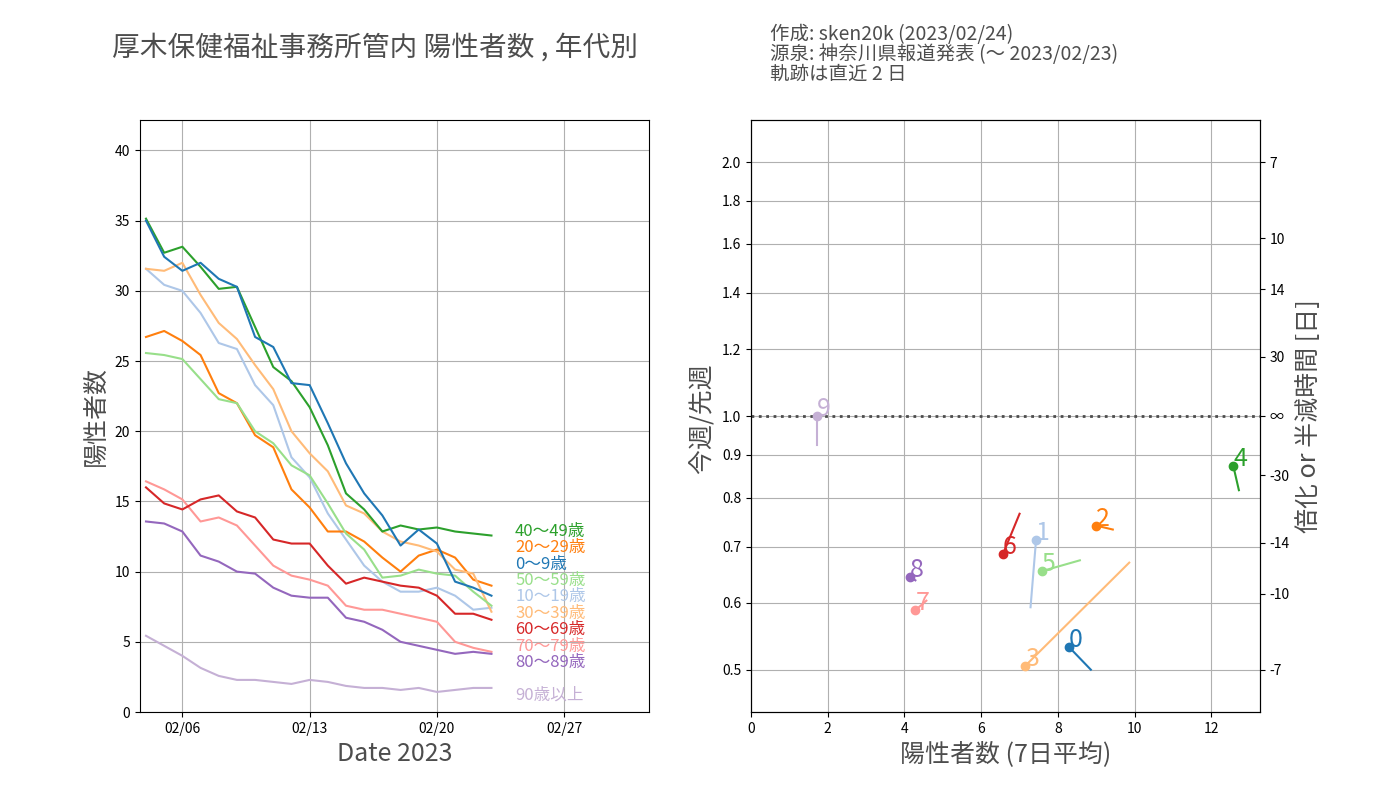 厚木保健福祉事務所管内 陽性者数 , 年代別
作成: sken20k (2023/02/24)
源泉: 神奈川県報道発表 (〜 2023/02/23)
軌跡は直近 2 日
陽性者数
40
35
30
25
20
15
10
5
0
02/06
02/13
02/20
02/27
Date 2023
40〜49歳
20〜29歳
0〜9歳
50〜59歳
10〜19歳
30〜39歳
60〜69歳
70〜79歳
80〜89歳
90歳以上
今週/先週
2.0
1.8
1.6
1.4
1.2
1.0
0.9
0.8
0.7
0.6
0.5
9
4
2
1
6
5
8
7
0
3
0
2
4
6
8
10
12
陽性者数 (7日平均)
7
10
14
30
∞
-30
-14
-10
-7
倍化 or 半減時間 [日]